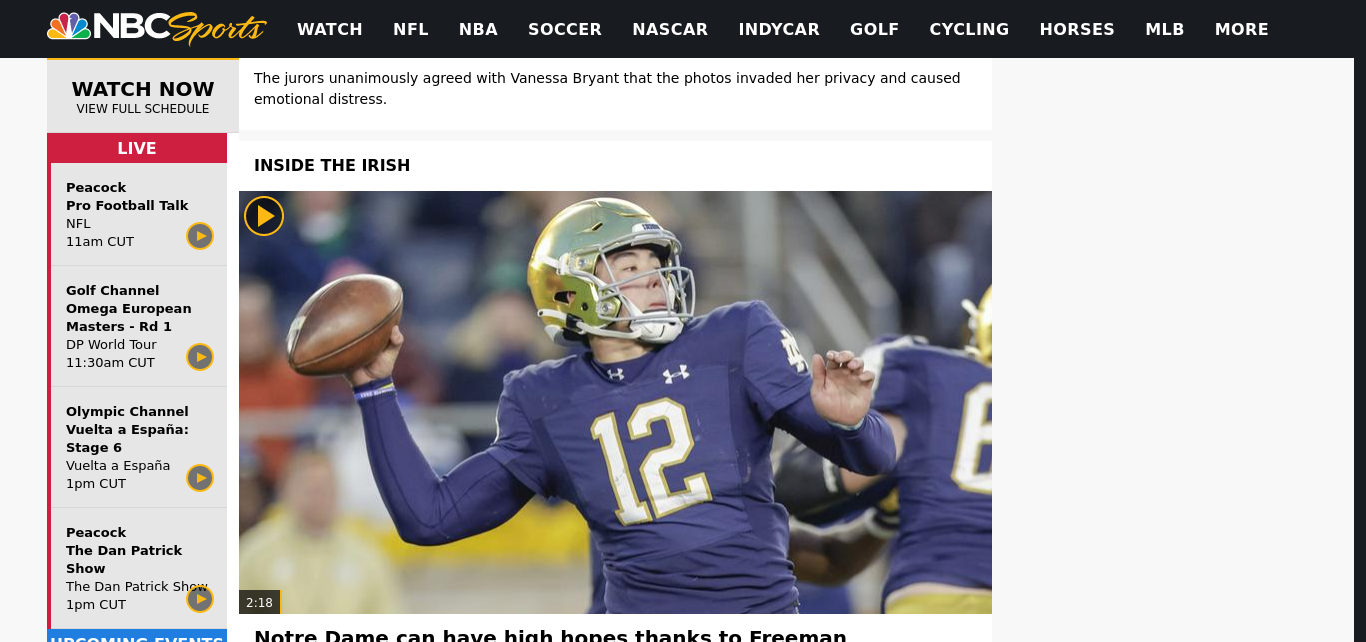 NBC Sports
WATCH NFL NBA SOCCER NASCAR INDYCAR GOLF CYCLING HORSES MLB MORE
WATCH NOW
VIEW FULL SCHEDULE
LIVE
Peacock
Pro Football Talk
NFL
11am CUT
Golf Channel
Omega European
Masters - Rd 1
DP World Tour
11:30am CUT
Olympic Channel
Vuelta a España:
Stage 6
Vuelta a España
1pm CUT
Peacock
The Dan Patrick
Show
The Dan Patrick Show
1pm CUT
UPCOMING EVENTS
The jurors unanimously agreed with Vanessa Bryant that the photos invaded her privacy and caused
emotional distress.
INSIDE THE IRISH
12
2:18
Notre Dame can have high hopes thanks to Freeman